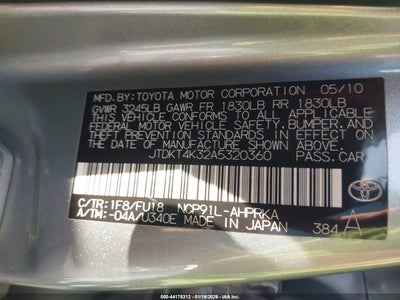 MFD. BY: TOYOTA MOTOR CORPORATION 05/10
GVWR 3245LB GAWR FR 1830LB RR 1830LB
THIS VEHICLE CONFORMS TO ALL APPLICABLE
FEDERAL MOTOR VEHICLE SAFETY, BUMPER, AND
THEFT PREVENTION STANDARDS IN EFFECT ON
THE DATE OF MANUFACTURE SHOWN ABOVE.
JTDKT4K32A5320360 PASS.CAR
C/TR: 1F8/FU18 NCP91L-AHPRKA
A/TM: -04A/U340E MADE IN JAPAN 384 A
TOYOTA
000-44176312 - 01/16/2026 - IAA Holdings, LLC